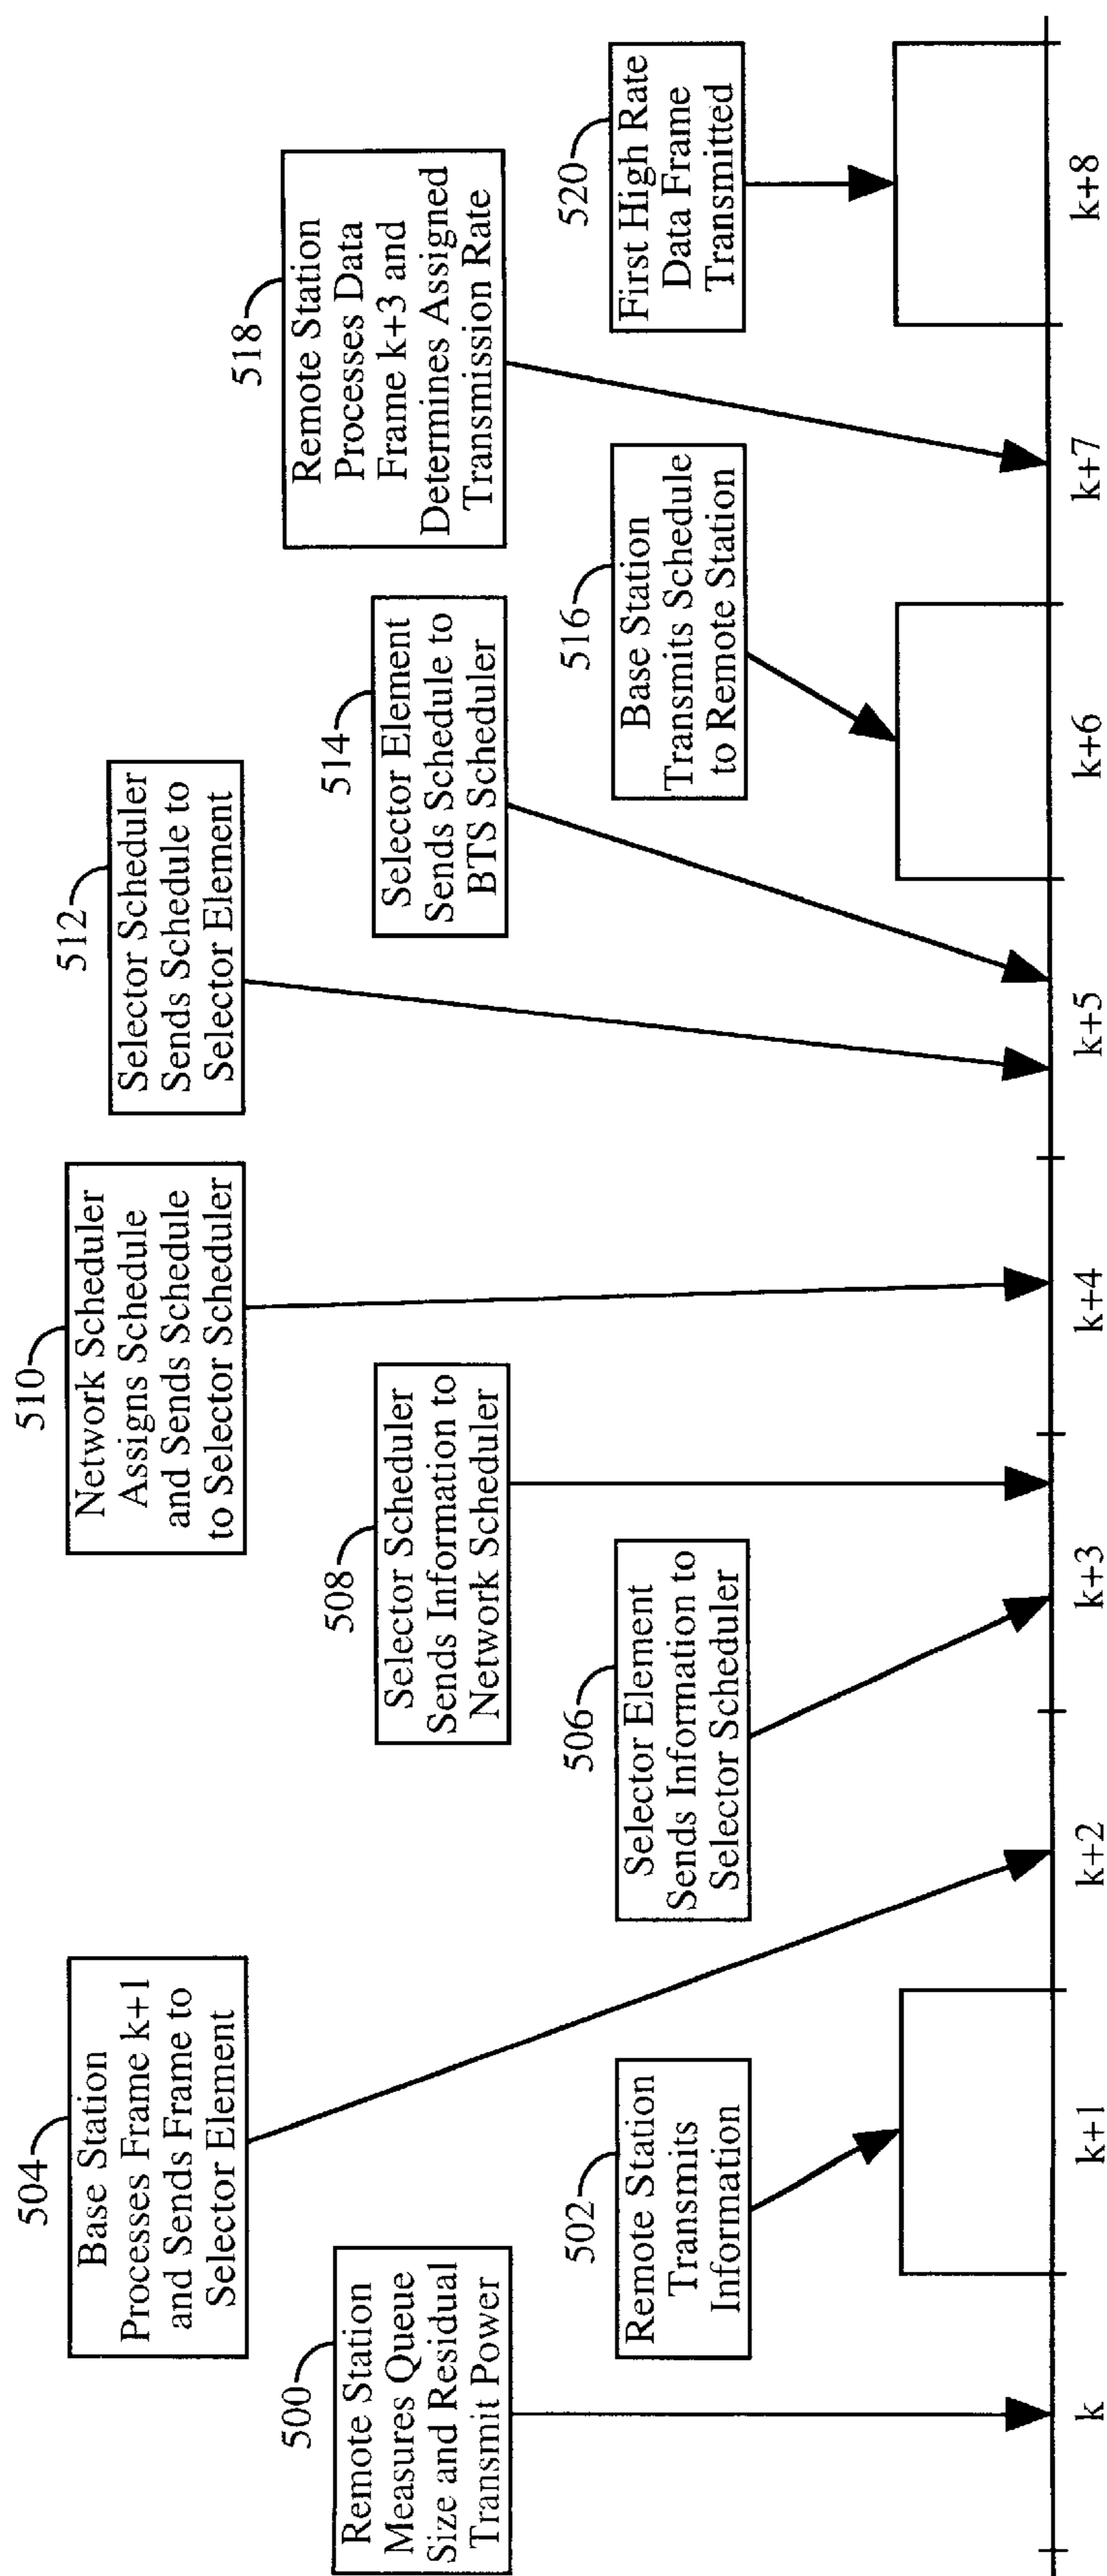 500
Remote Station
Measures Queue
Size and Residual
Transmit Power
502
Remote Station
Transmits
Information
504
Base Station
Processes Frame k+1
and Sends Frame to
Selector Element
506
Selector Element
Sends Information to
Selector Scheduler
508
Selector Scheduler
Sends Information to
Network Scheduler
510
Network Scheduler
Assigns Schedule
and Sends Schedule
to Selector Scheduler
512
Selector Scheduler
Sends Schedule to
Selector Element
514
Selector Element
Sends Schedule to
BTS Scheduler
516
Base Station
Transmits Schedule
to Remote Station
518
Remote Station
Processes Data
Frame k+3 and
Determines Assigned
Transmission Rate
520
First High Rate
Data Frame
Transmitted
k
k+1
k+2
k+3
k+4
k+5
k+6
k+7
k+8